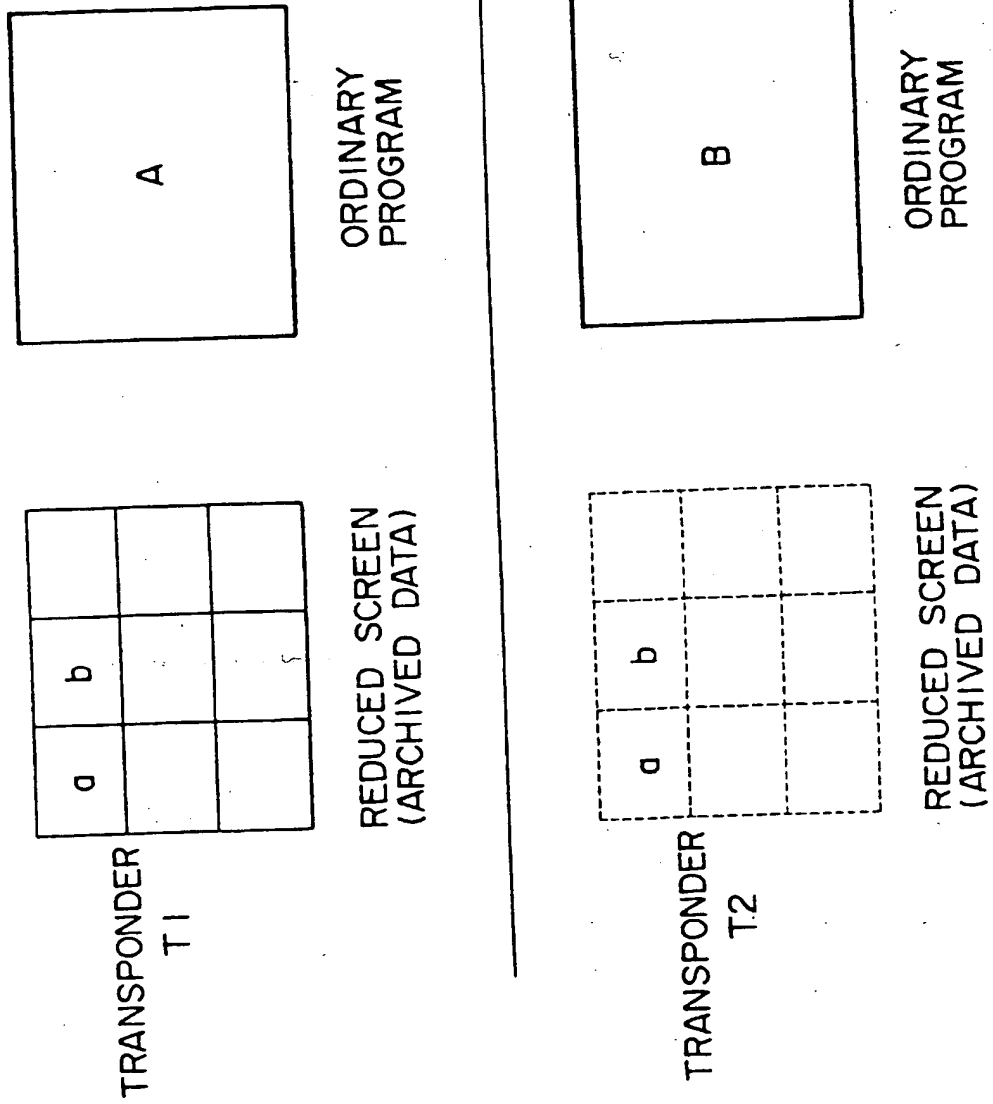 TRANSPONDER
T1
a
b
REDUCED SCREEN
(ARCHIVED DATA)
A
ORDINARY
PROGRAM
TRANSPONDER
T2
a
b
REDUCED SCREEN
(ARCHIVED DATA)
B
ORDINARY
PROGRAM